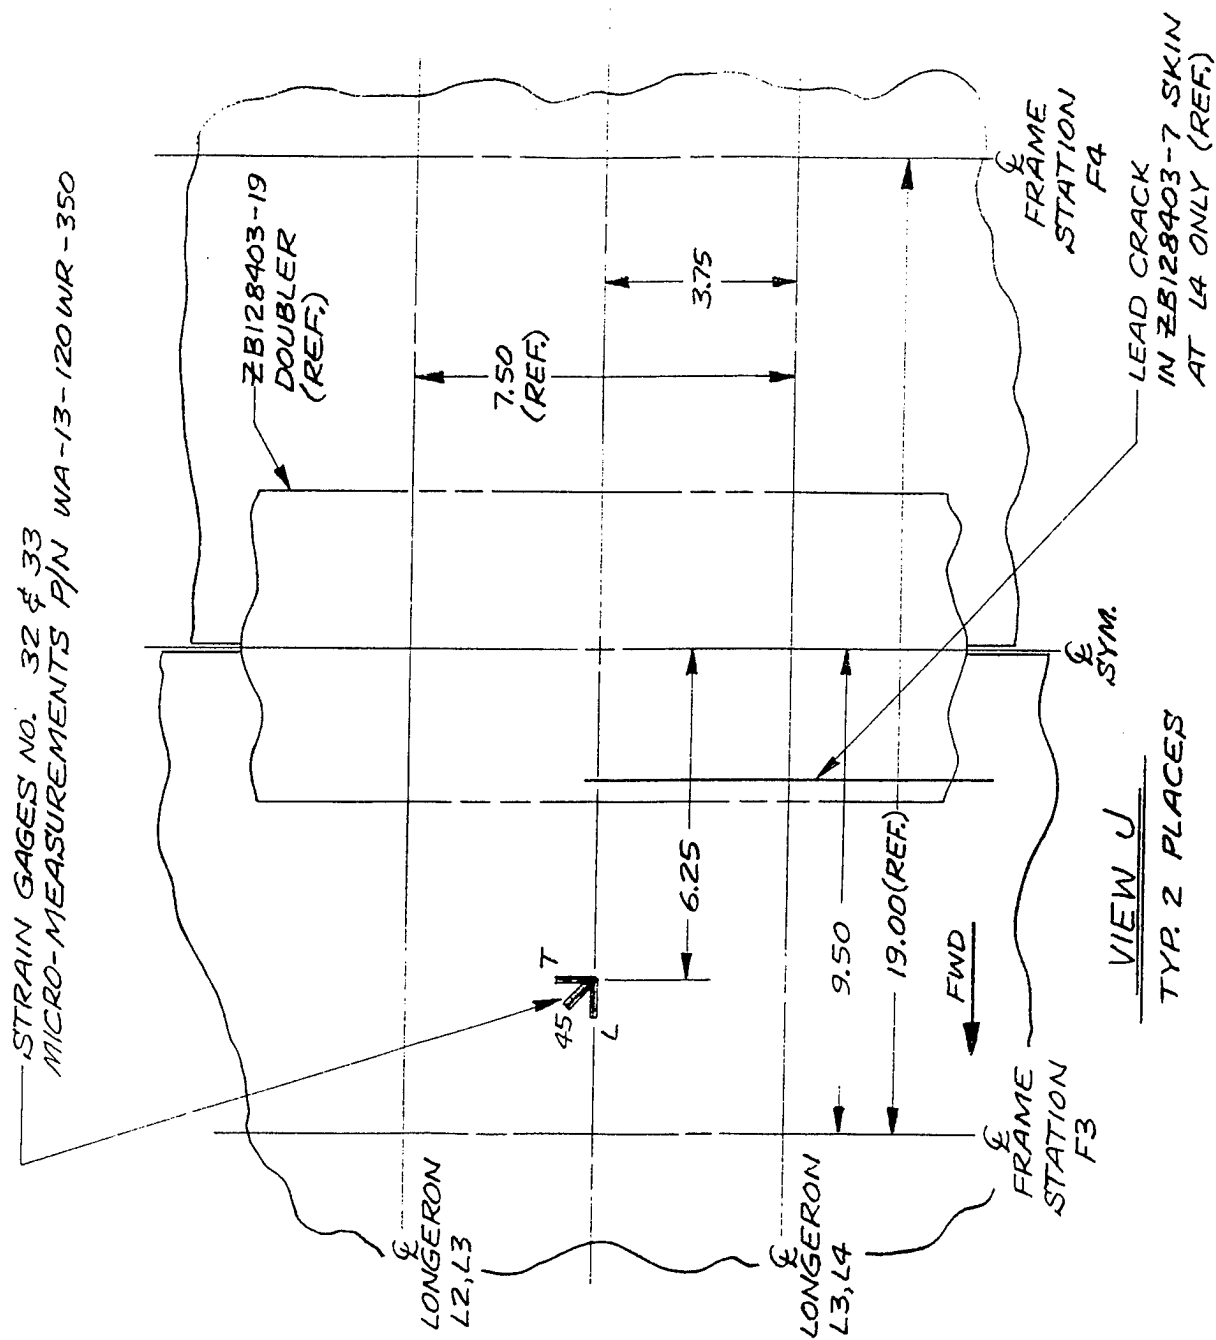 STRAIN GAGES NO. 32 & 33
MICRO-MEASUREMENTS P/N WA-13-120WR-350
ZB128403-19
DOUBLER
(REF.)
7.50
(REF.)
3.75
℄
FRAME
STATION
F4
LEAD CRACK
IN ZB128403-7 SKIN
AT L4 ONLY (REF.)
℄
SYM.
T
45
L
6.25
9.50
19.00(REF.)
FWD
℄
LONGERON
L2,L3
℄
LONGERON
L3,L4
℄
FRAME
STATION
F3
VIEW J
TYP. 2 PLACES